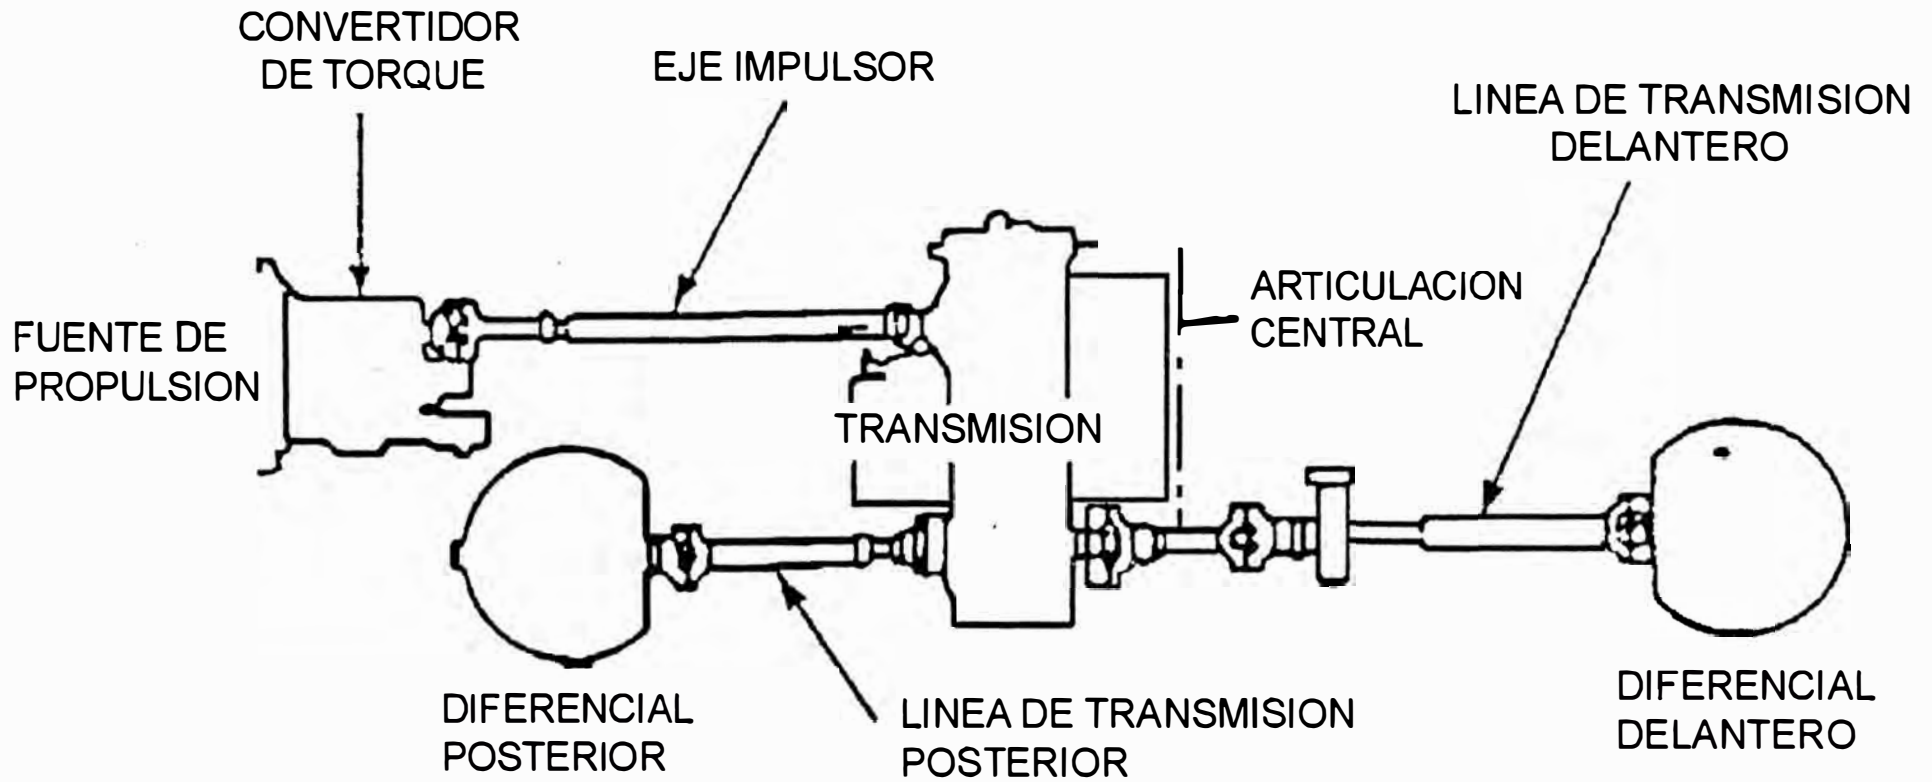 CONVERTIDOR
DE TORQUE
EJE IMPULSOR
LINEA DE TRANSMISION
DELANTERO
FUENTE DE
PROPULSION
ARTICULACION
CENTRAL
TRANSMISION
DIFERENCIAL
POSTERIOR
LINEA DE TRANSMISION
POSTERIOR
DIFERENCIAL
DELANTERO